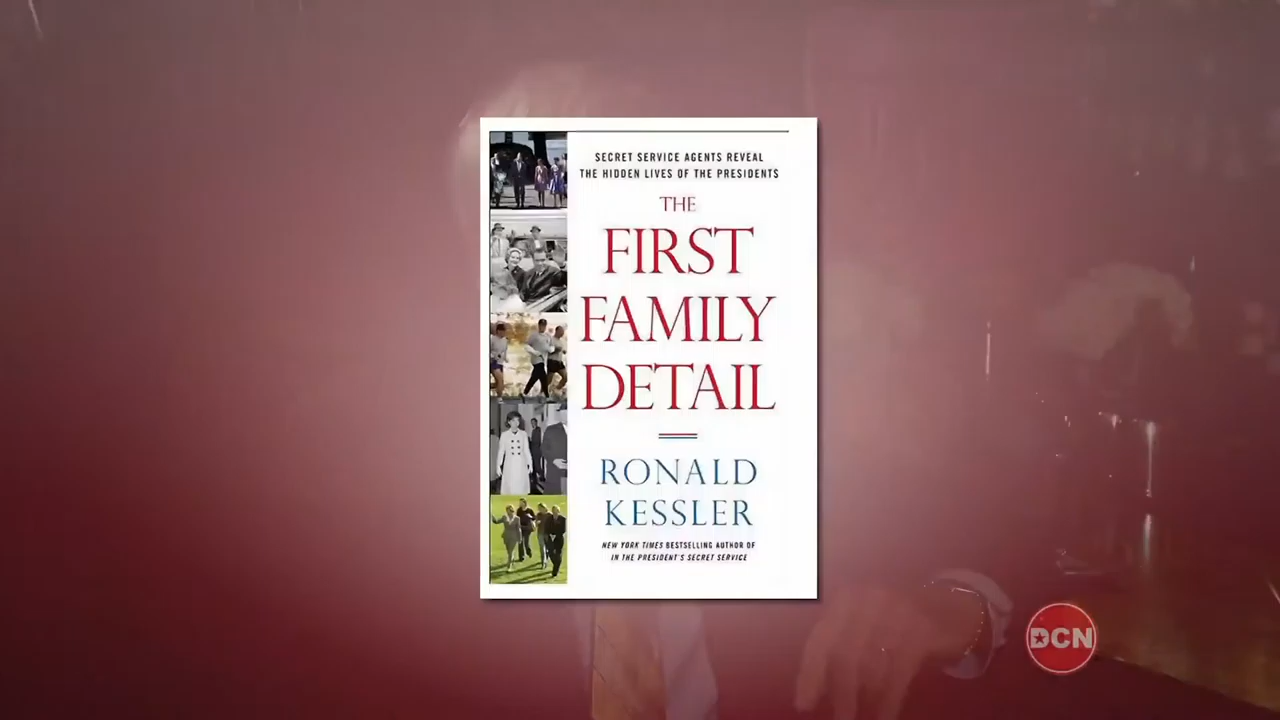 SECRET SERVICE AGENTS REVEAL
THE HIDDEN LIVES OF THE PRESIDENTS
THE
FIRST
FAMILY
DETAIL
RONALD
KESSLER
NEW YORK TIMES BESTSELLING AUTHOR OF
IN THE PRESIDENT'S SECRET SERVICE
DCN